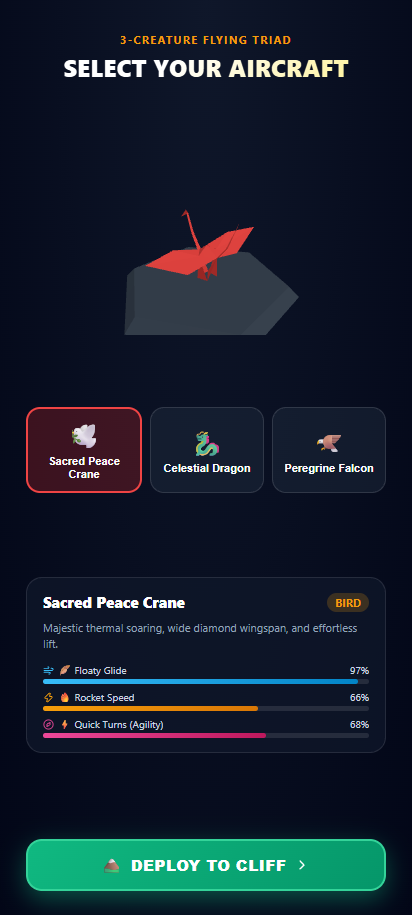 3-CREATURE FLYING TRIAD
SELECT YOUR AIRCRAFT
Sacred Peace
Crane
Celestial Dragon
Peregrine Falcon
Sacred Peace Crane
BIRD
Majestic thermal soaring, wide diamond wingspan, and effortless
lift.
Floaty Glide 97%
Rocket Speed 66%
Quick Turns (Agility) 68%
DEPLOY TO CLIFF